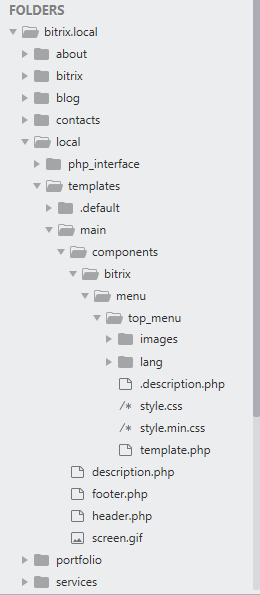 FOLDERS
bitrix.local
about
bitrix
blog
contacts
local
php_interface
templates
.default
main
components
bitrix
menu
top_menu
images
lang
.description.php
/* style.css
/* style.min.css
template.php
description.php
footer.php
header.php
screen.gif
portfolio
services